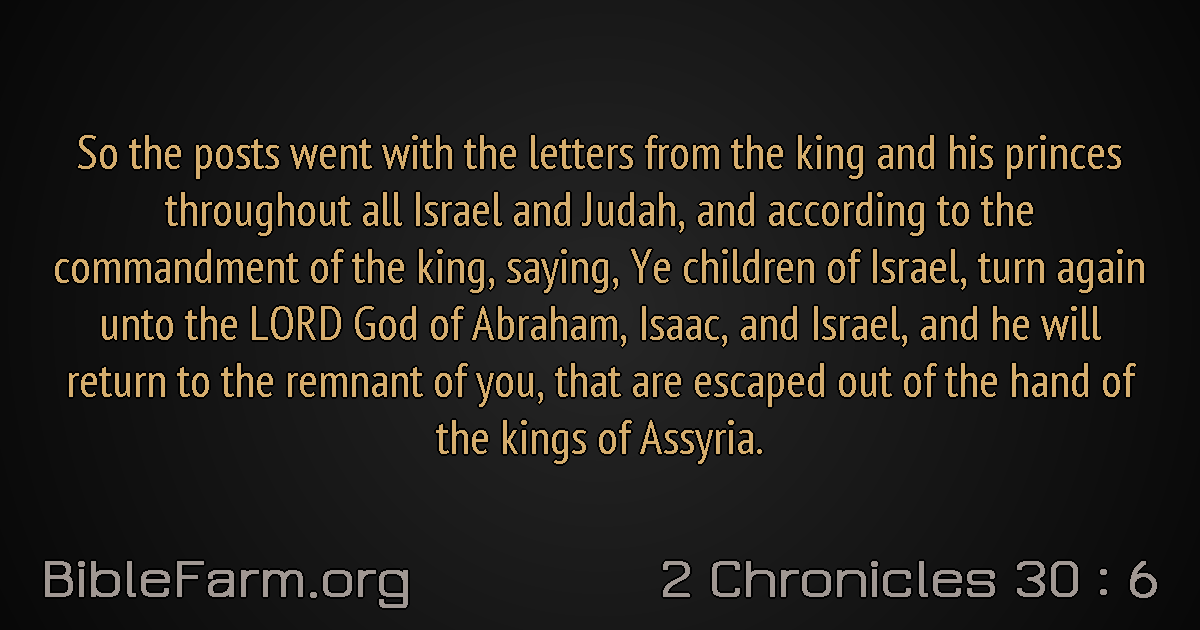 So the posts went with the letters from the king and his princes
throughout all Israel and Judah, and according to the
commandment of the king, saying, Ye children of Israel, turn again
unto the LORD God of Abraham, Isaac, and Israel, and he will
return to the remnant of you, that are escaped out of the hand of
the kings of Assyria.
BibleFarm.org
2 Chronicles 30 : 6